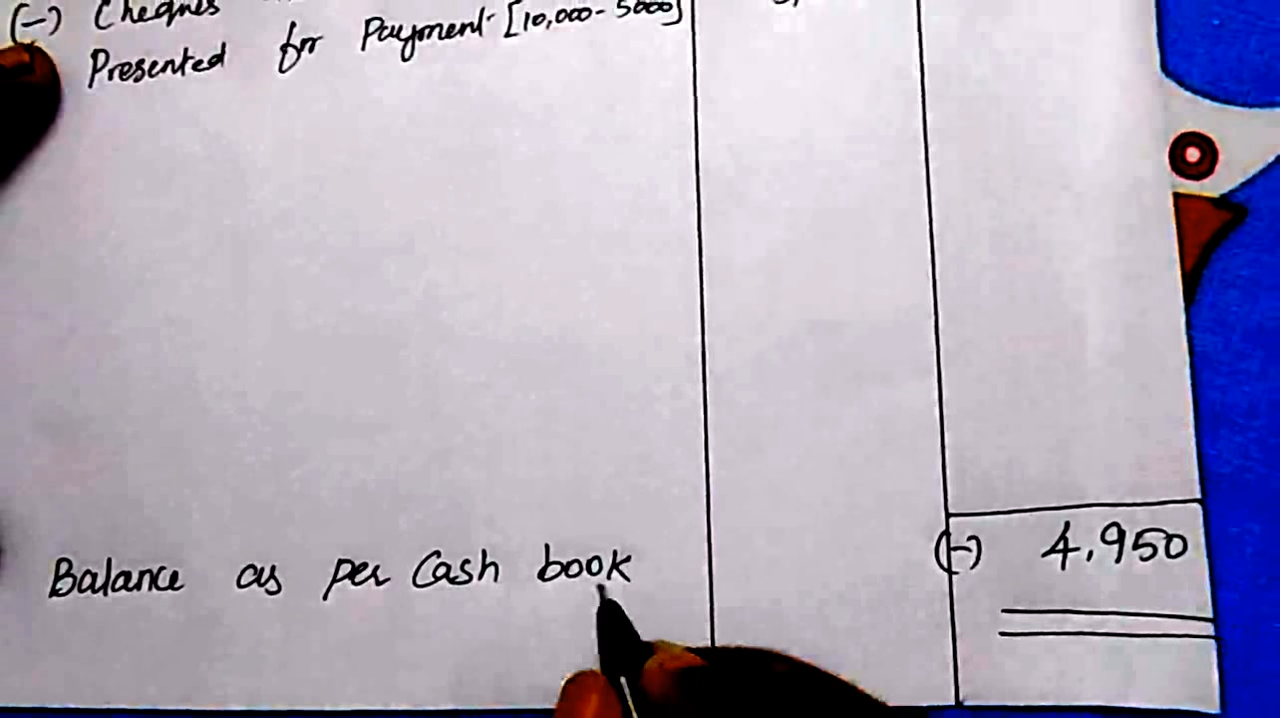 (-) Cheques
Presented for Payment [10,000-5000]
Balance as per Cash book (-) 4,950